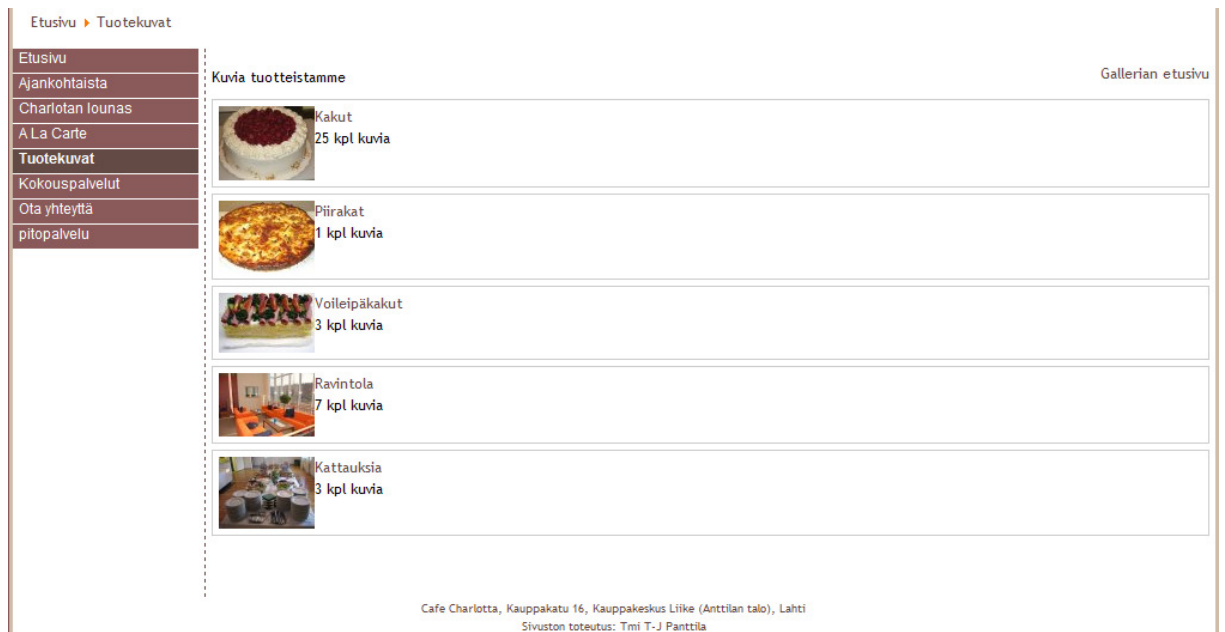 Etusivu Tuotekuvat
Etusivu
Ajankohtaista
Charlotan lounas
A La Carte
Tuotekuvat
Kokouspalvelut
Ota yhteyttä
pitopalvelu
Gallerian etusivu
Kuvia tuotteistamme
Kakut
25 kpl kuvia
Piirakat
1 kpl kuvia
Voileipäkakut
3 kpl kuvia
Ravintola
7 kpl kuvia
Kattauksia
3 kpl kuvia
Cafe Charlotta, Kauppakatu 16, Kauppakeskus Liike (Anttilan talo), Lahti
Sivuston toteutus: Tmi T-J Panttila